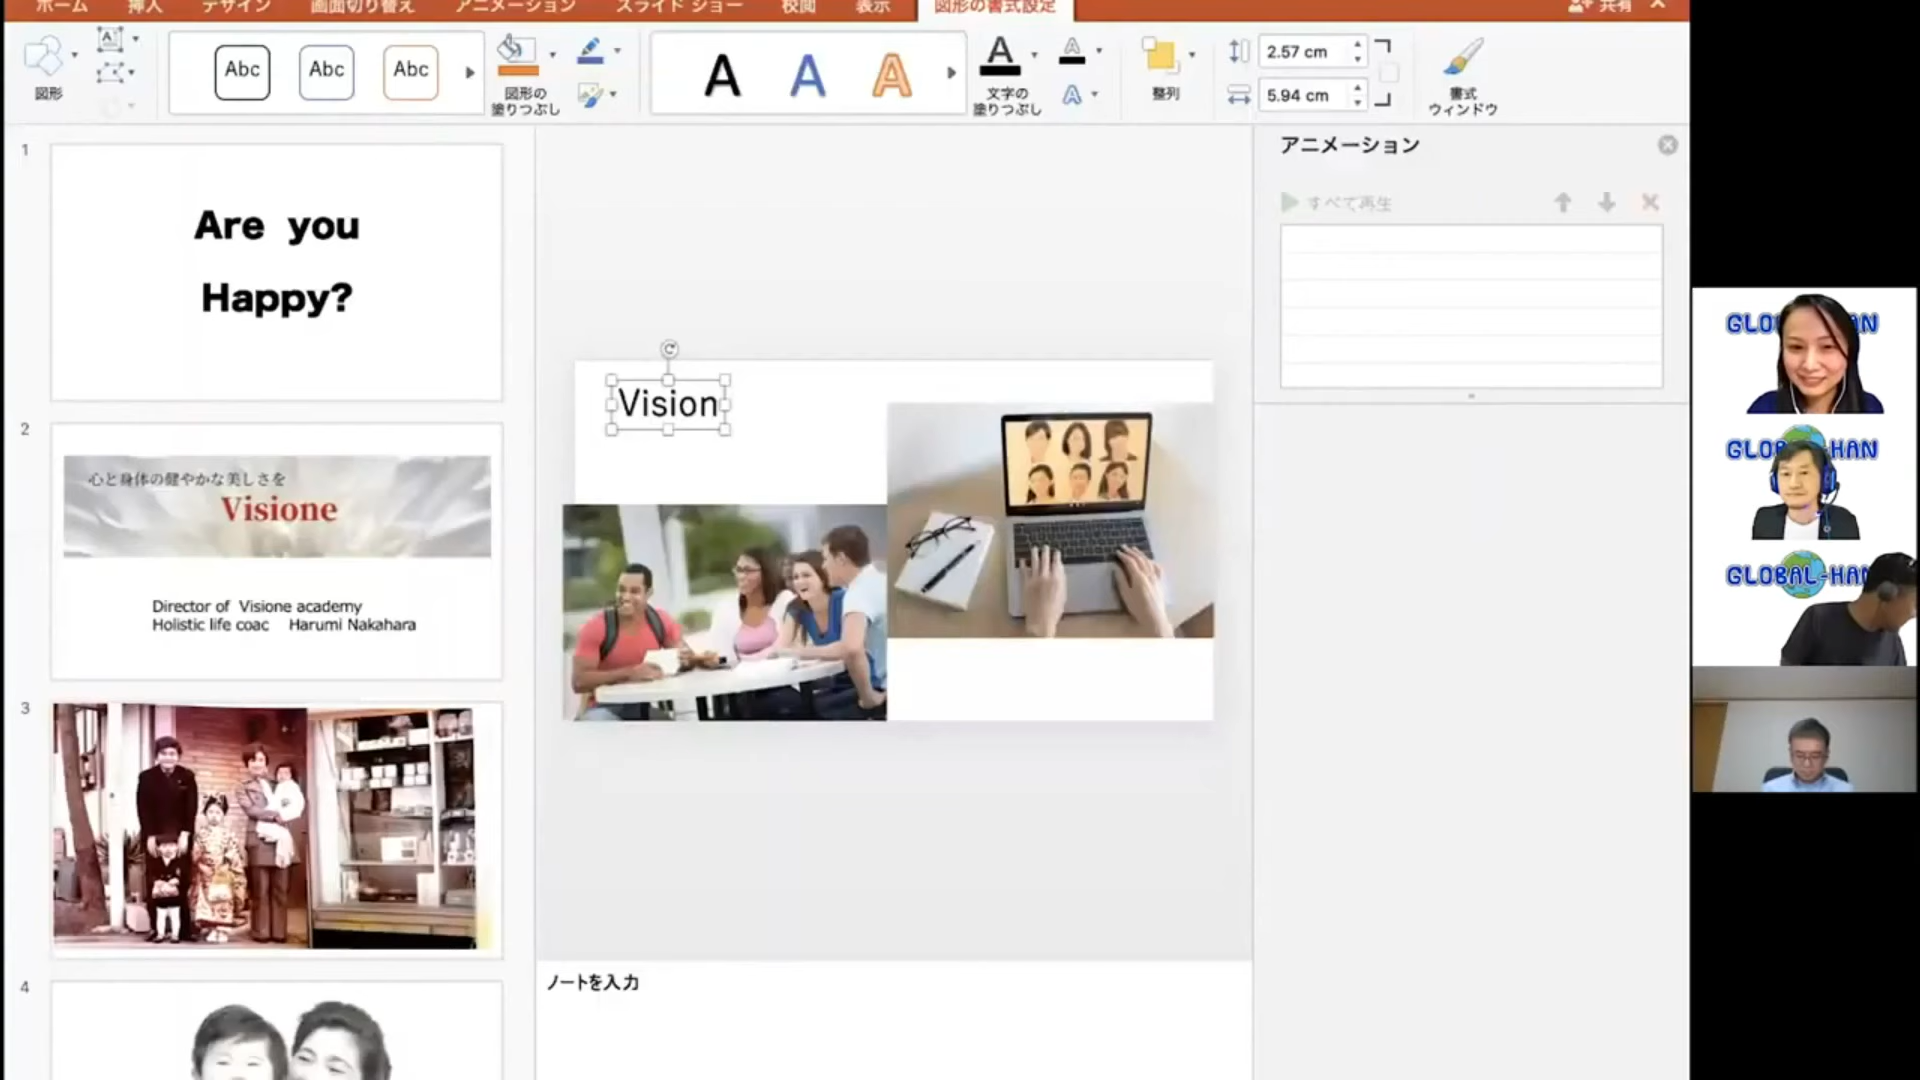 ホーム 挿入 デザイン 画面切り替え アニメーション スライド ショー 校閲 表示 図形の書式設定 共有
Abc Abc Abc
A A A
A A
2.57 cm
5.94 cm
図形
図形の
塗りつぶし
文字の
塗りつぶし
整列
書式
ウィンドウ
1
Are you
Happy?
2
心と身体の健やかな美しさを
Visione
Director of Visione academy
Holistic life coac Harumi Nakahara
3
4
Vision
ノートを入力
アニメーション
すべて再生
GLO AN
GLOB HAN
GLOBAL-HAN